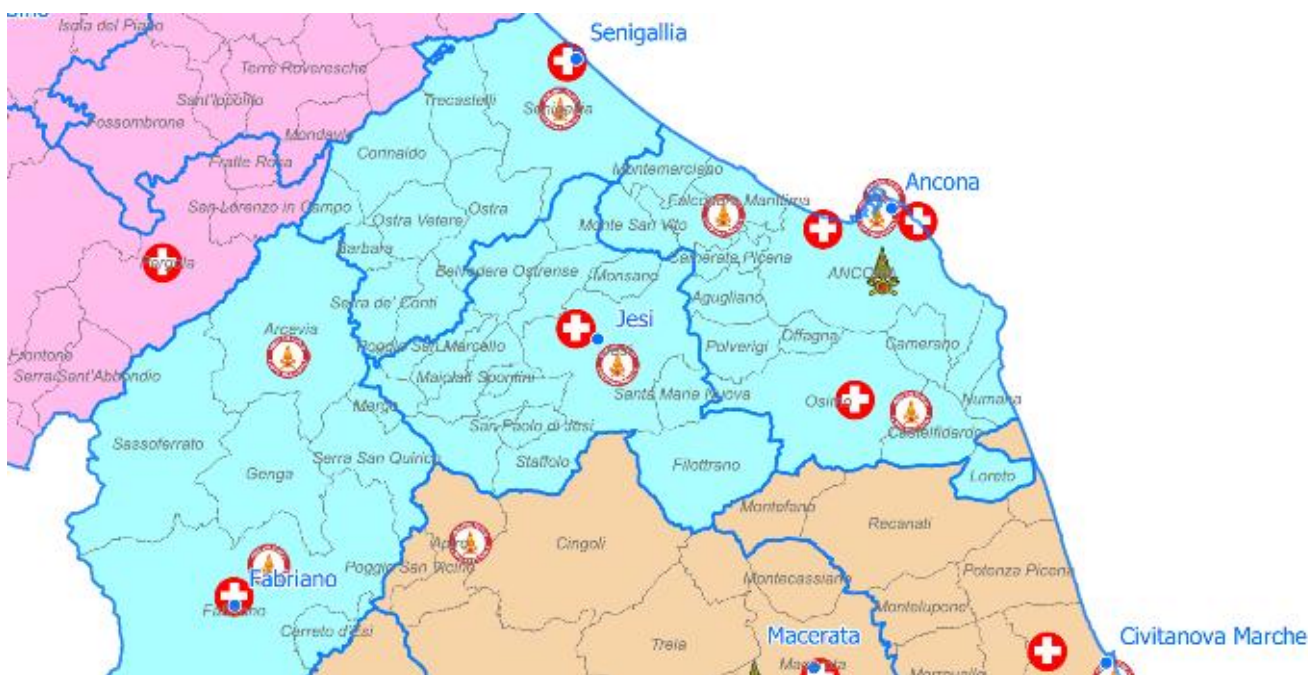 Isola del Piano
Senigallia
Terre Roveresche
Sant'Ippolito
Trecastelli
Senigallia
Fossombrone
Mondavio
Corinaldo
Fratte Rosa
Montemarciano
Ancona
San Lorenzo in Campo
Ostra Vetere
Ostra
Falconara Marittima
Monte San Vito
Barbara
Camerata Picena
Pergola
Belvedere Ostrense
Monsano
ANCONA
Serra de' Conti
Agugliano
Jesi
Arcevia
Offagna
Camerano
Polverigi
Frontone
Poggio San Marcello
Jesi
Serra Sant'Abbondio
Maiolati Spontini
Santa Maria Nuova
Osimo
Numana
Mergo
San Paolo di Jesi
Castelfidardo
Sassoferrato
Serra San Quirico
Staffolo
Filottrano
Genga
Loreto
Montefano
Recanati
Apiro
Cingoli
Poggio San Vicino
Fabriano
Montecassiano
Potenza Picena
Fabriano
Montelupone
Cerreto d'Esi
Treia
Macerata
Civitanova Marche
Macerata
Morrovalle